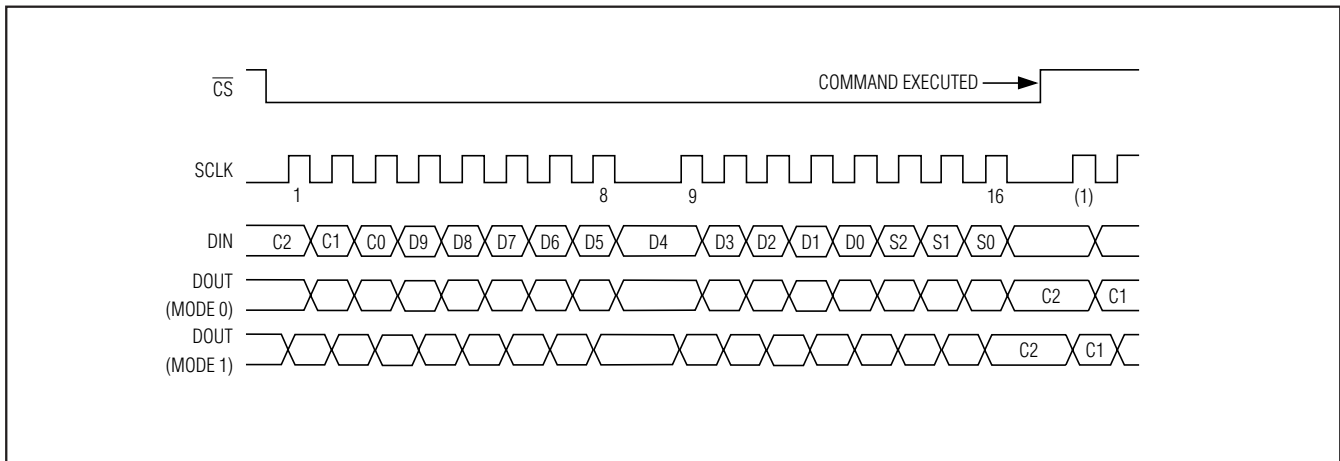 CS COMMAND EXECUTED
SCLK
1 8 9 16 (1)
DIN C2 C1 C0 D9 D8 D7 D6 D5 D4 D3 D2 D1 D0 S2 S1 S0
DOUT
(MODE 0) C2 C1
DOUT
(MODE 1) C2 C1